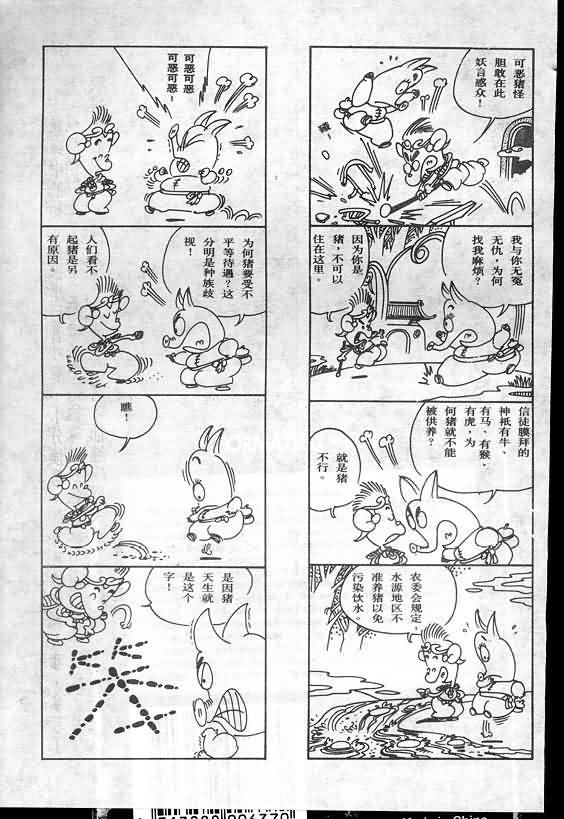 可恶猪怪
胆敢在此
妖言惑众！
碰！
我与你无冤
无仇，为何
找我麻烦？
因为你是
猪，不可以
住在这里。
信徒膜拜的
神祇有牛、
有马、有猴、
有虎，为
何猪就不能
被供养？
就是猪
不行。
农委会规定，
水源地区不
准养猪以免
污染饮水。
可恶可恶
可恶可恶！
为何猪要受不
平等待遇？这
分明是种族歧
视！
人们看不
起猪是另
有原因。
瞧！
是因猪
天生就
是这个
字！